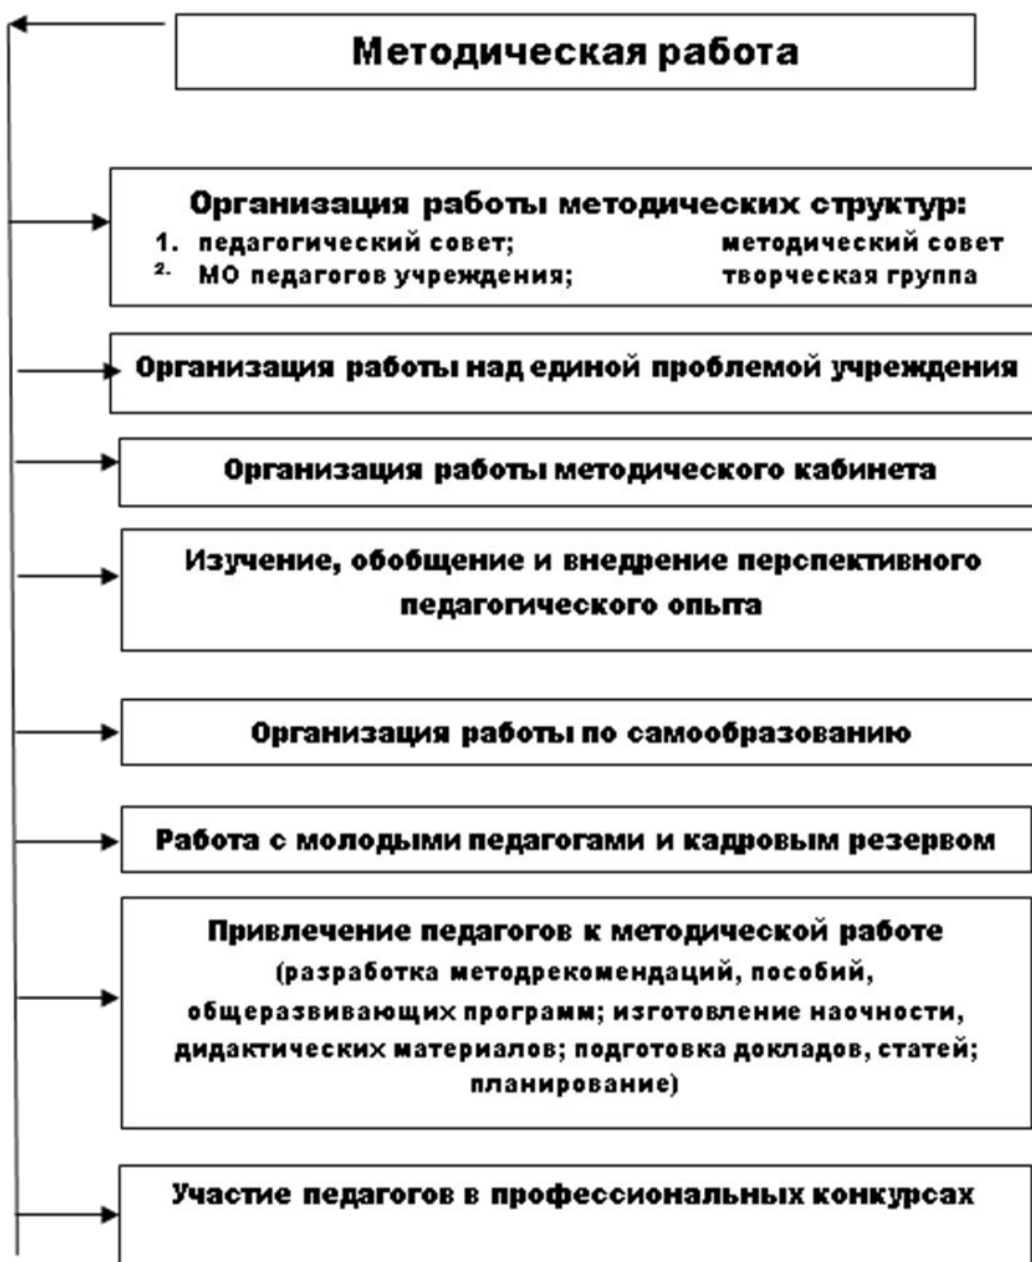 Методическая работа
Организация работы методических структур:
1. педагогический совет; методический совет
2. МО педагогов учреждения; творческая группа
Организация работы над единой проблемой учреждения
Организация работы методического кабинета
Изучение, обобщение и внедрение перспективного
педагогического опыта
Организация работы по самообразованию
Работа с молодыми педагогами и кадровым резервом
Привлечение педагогов к методической работе
(разработка методрекомендаций, пособий,
общеразвивающих программ; изготовление наочности,
дидактических материалов; подготовка докладов, статей;
планирование)
Участие педагогов в профессиональных конкурсах